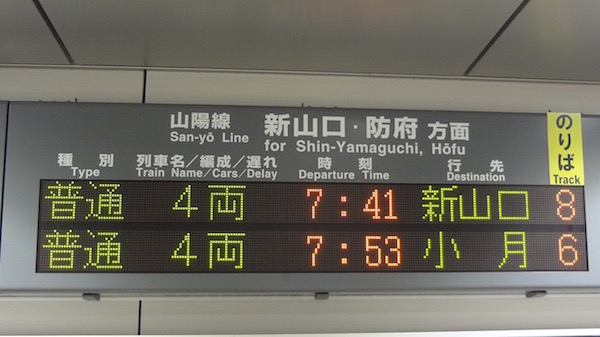 山陽線 新山口・防府 方面
San-yō Line for Shin-Yamaguchi, Hōfu
のりば
種別 列車名/編成/遅れ 時刻 行先
Type Train Name/Cars/Delay Departure Time Destination Track
普通 4両 7:41 新山口 8
普通 4両 7:53 小月 6